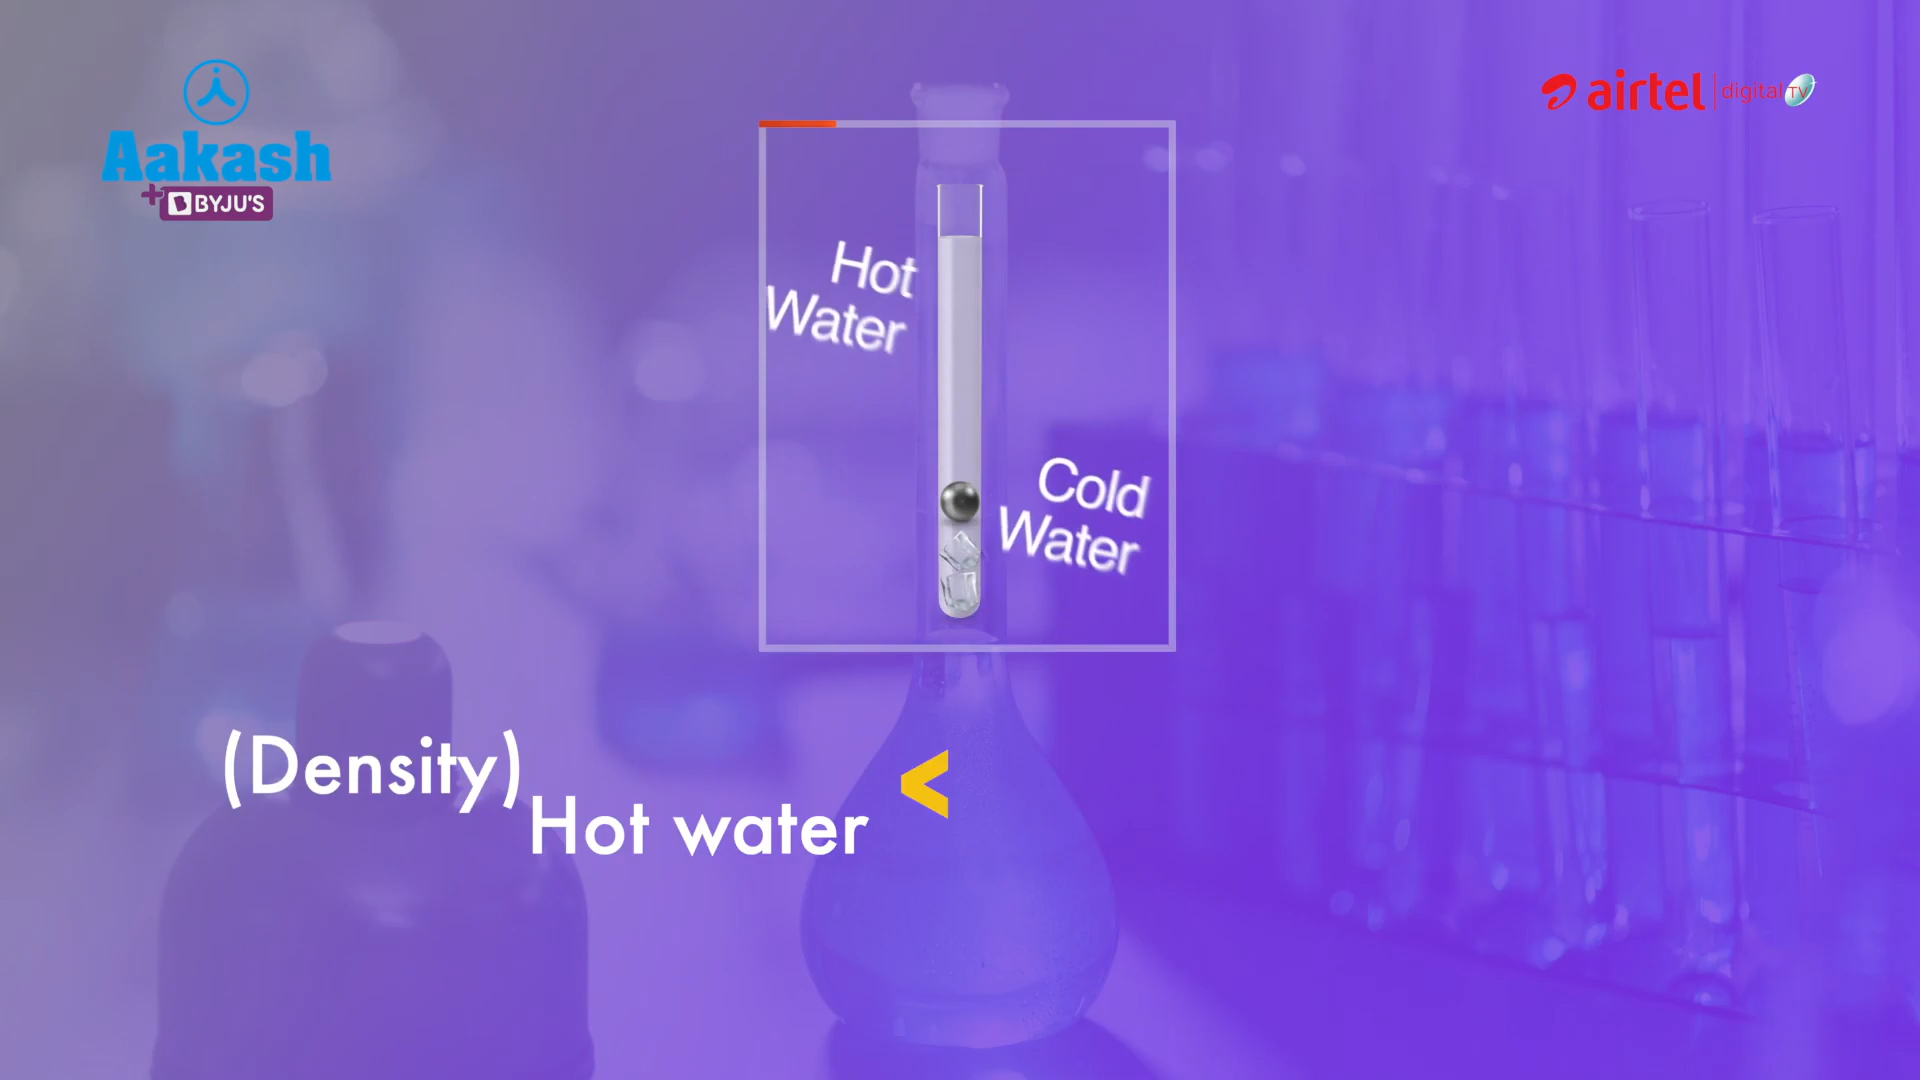 Aakash
+ BYJU'S
airtel digital TV
Hot
Water
Cold
Water
(Density)
Hot water <